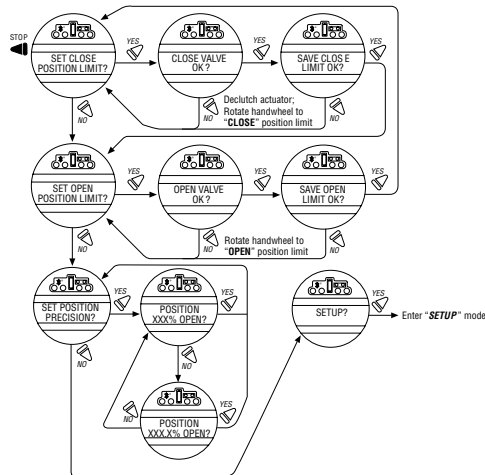 STOP
SET CLOSE
POSITION LIMIT?
YES
NO
CLOSE VALVE
OK?
YES
NO
SAVE CLOSE
LIMIT OK?
YES
NO
Declutch actuator;
Rotate handwheel to
“CLOSE” position limit
SET OPEN
POSITION LIMIT?
YES
NO
OPEN VALVE
OK?
YES
NO
SAVE OPEN
LIMIT OK?
YES
NO
Rotate handwheel to
“OPEN” position limit
SET POSITION
PRECISION?
YES
NO
POSITION
XXX% OPEN?
YES
NO
POSITION
XXX.X% OPEN?
YES
NO
SETUP?
YES
Enter “SETUP” mode